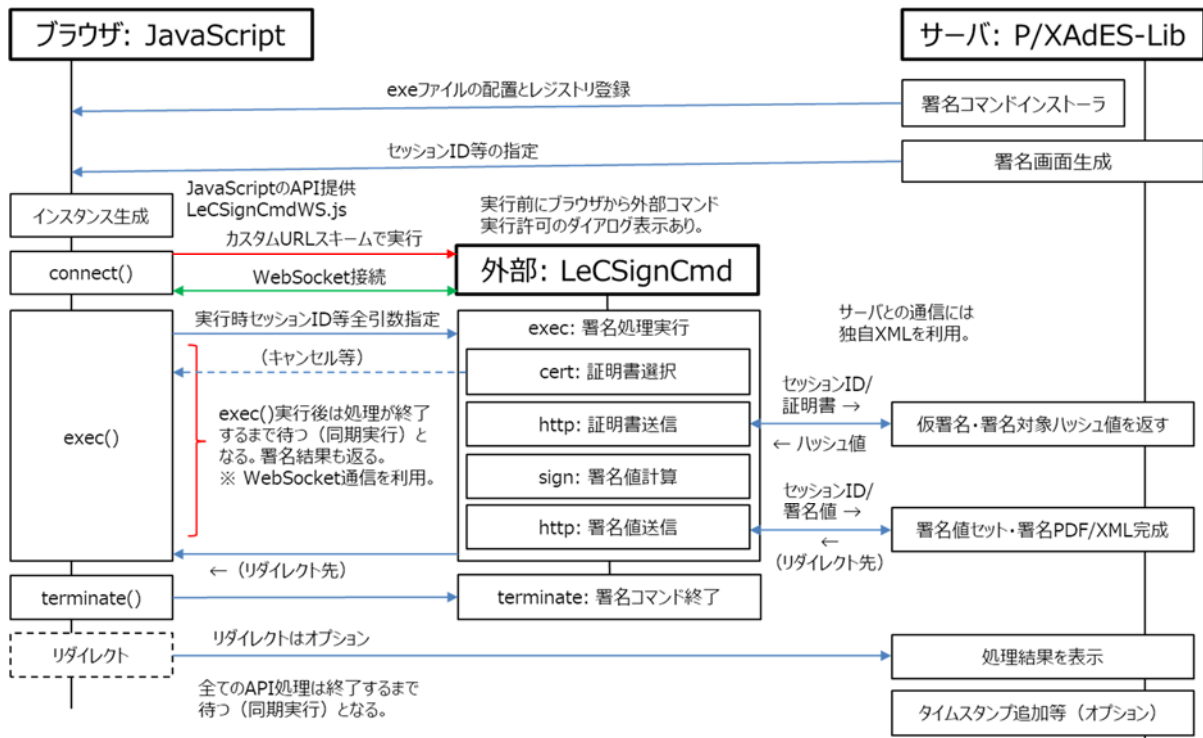 ブラウザ: JavaScript
サーバ: P/XAdES-Lib
exeファイルの配置とレジストリ登録
署名コマンドインストーラ
セッションID等の指定
署名画面生成
インスタンス生成
JavaScriptのAPI提供
LeCSignCmdWS.js
実行前にブラウザから外部コマンド
実行許可のダイアログ表示あり。
カスタムURLスキームで実行
connect()
WebSocket接続
外部: LeCSignCmd
サーバとの通信には
独自XMLを利用。
実行時セッションID等全引数指定
exec: 署名処理実行
(キャンセル等)
cert: 証明書選択
セッションID/
証明書 →
exec()
exec()実行後は処理が終了
するまで待つ(同期実行)と
なる。署名結果も返る。
※ WebSocket通信を利用。
http: 証明書送信
仮署名・署名対象ハッシュ値を返す
← ハッシュ値
sign: 署名値計算
セッションID/
署名値 →
http: 署名値送信
署名値セット・署名PDF/XML完成
←
(リダイレクト先)
← (リダイレクト先)
terminate()
terminate: 署名コマンド終了
リダイレクト
リダイレクトはオプション
処理結果を表示
全てのAPI処理は終了するまで
待つ(同期実行)となる。
タイムスタンプ追加等(オプション)